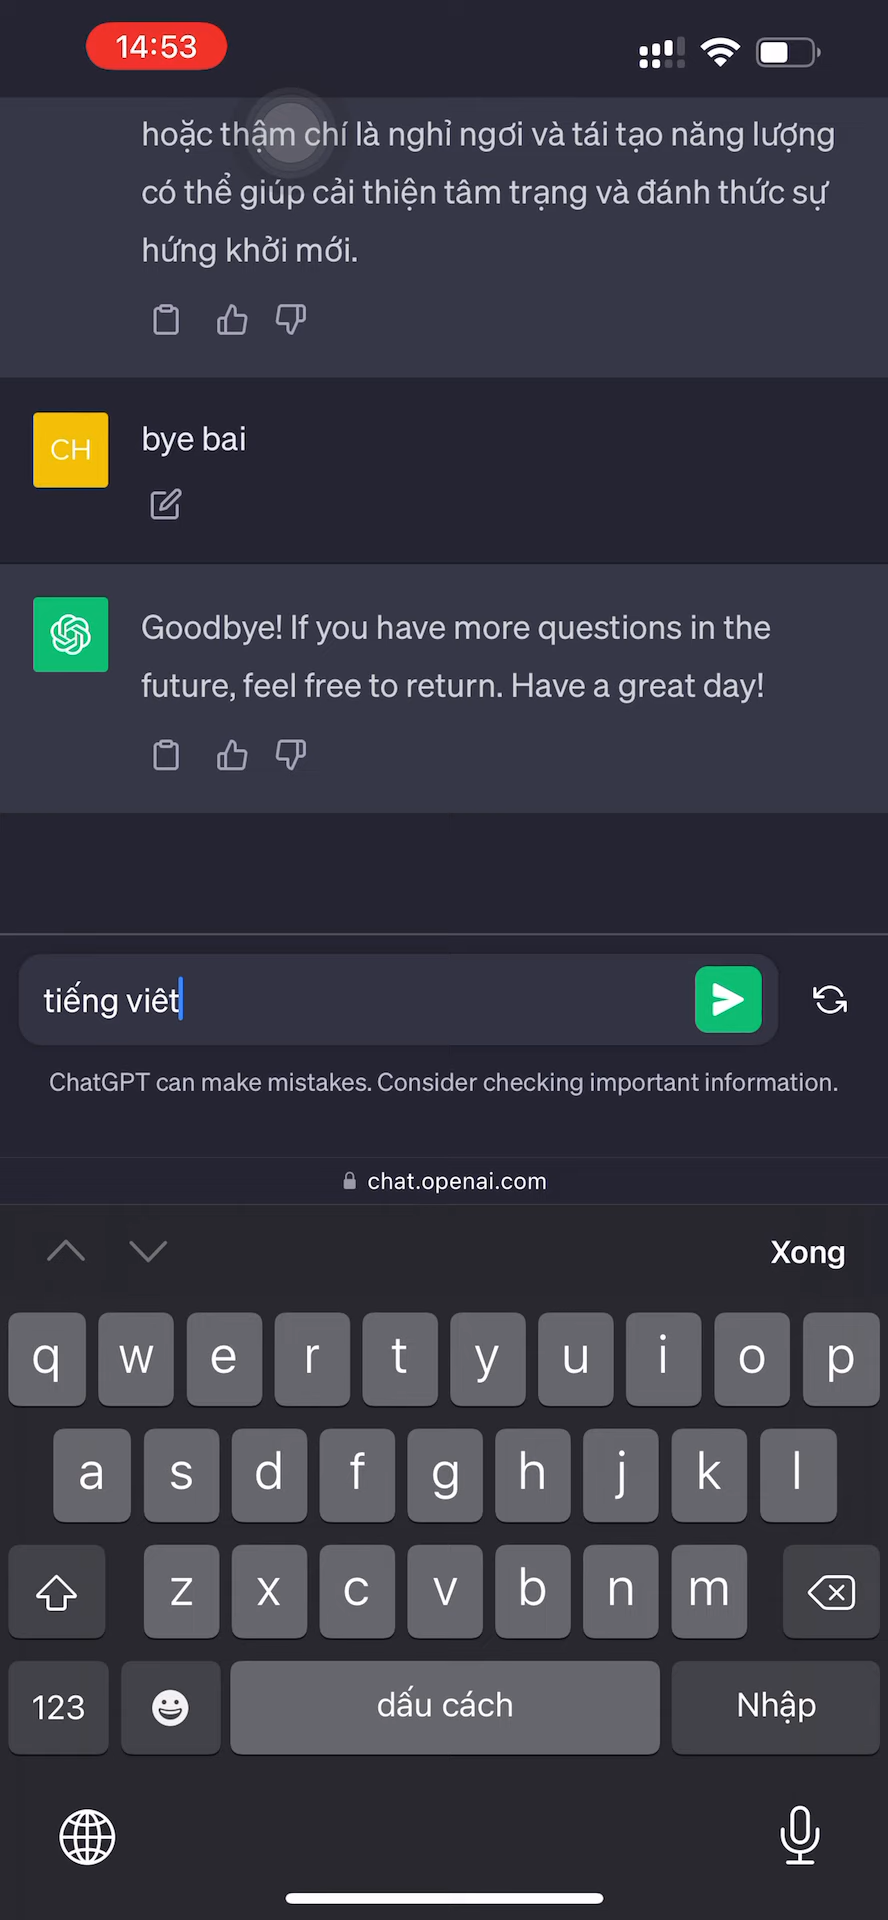 14:53
hoặc thậm chí là nghỉ ngơi và tái tạo năng lượng
có thể giúp cải thiện tâm trạng và đánh thức sự
hứng khởi mới.
CH
bye bai
Goodbye! If you have more questions in the
future, feel free to return. Have a great day!
tiếng viêt
ChatGPT can make mistakes. Consider checking important information.
chat.openai.com
Xong
q w e r t y u i o p
a s d f g h j k l
z x c v b n m
123 dấu cách Nhập